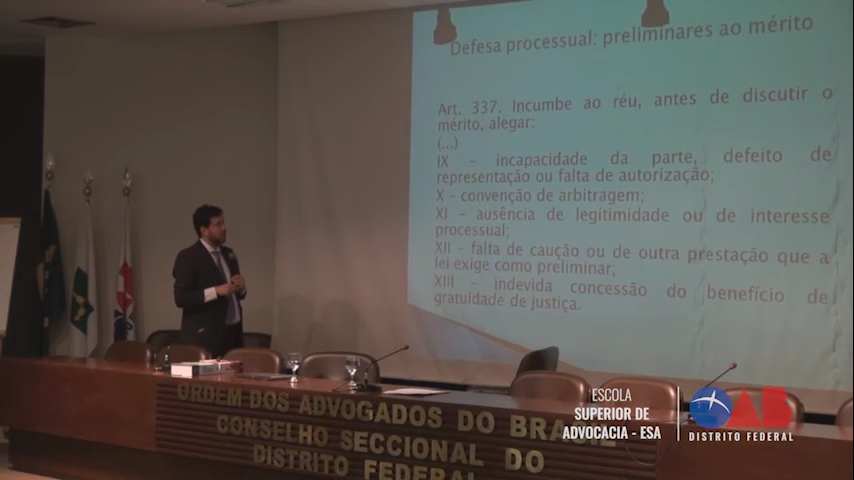 Defesa processual: preliminares ao mérito
Art. 337. Incumbe ao réu, antes de discutir o
mérito, alegar:
(...)
IX – incapacidade da parte, defeito de
representação ou falta de autorização;
X – convenção de arbitragem;
XI – ausência de legitimidade ou de interesse
processual;
XII – falta de caução ou de outra prestação que a
lei exige como preliminar;
XIII – indevida concessão do benefício de
gratuidade de justiça.
ORDEM DOS ADVOGADOS DO BRASIL
CONSELHO SECCIONAL DO
DISTRITO FEDERAL
ESCOLA
SUPERIOR DE
ADVOCACIA - ESA
OAB
DISTRITO FEDERAL